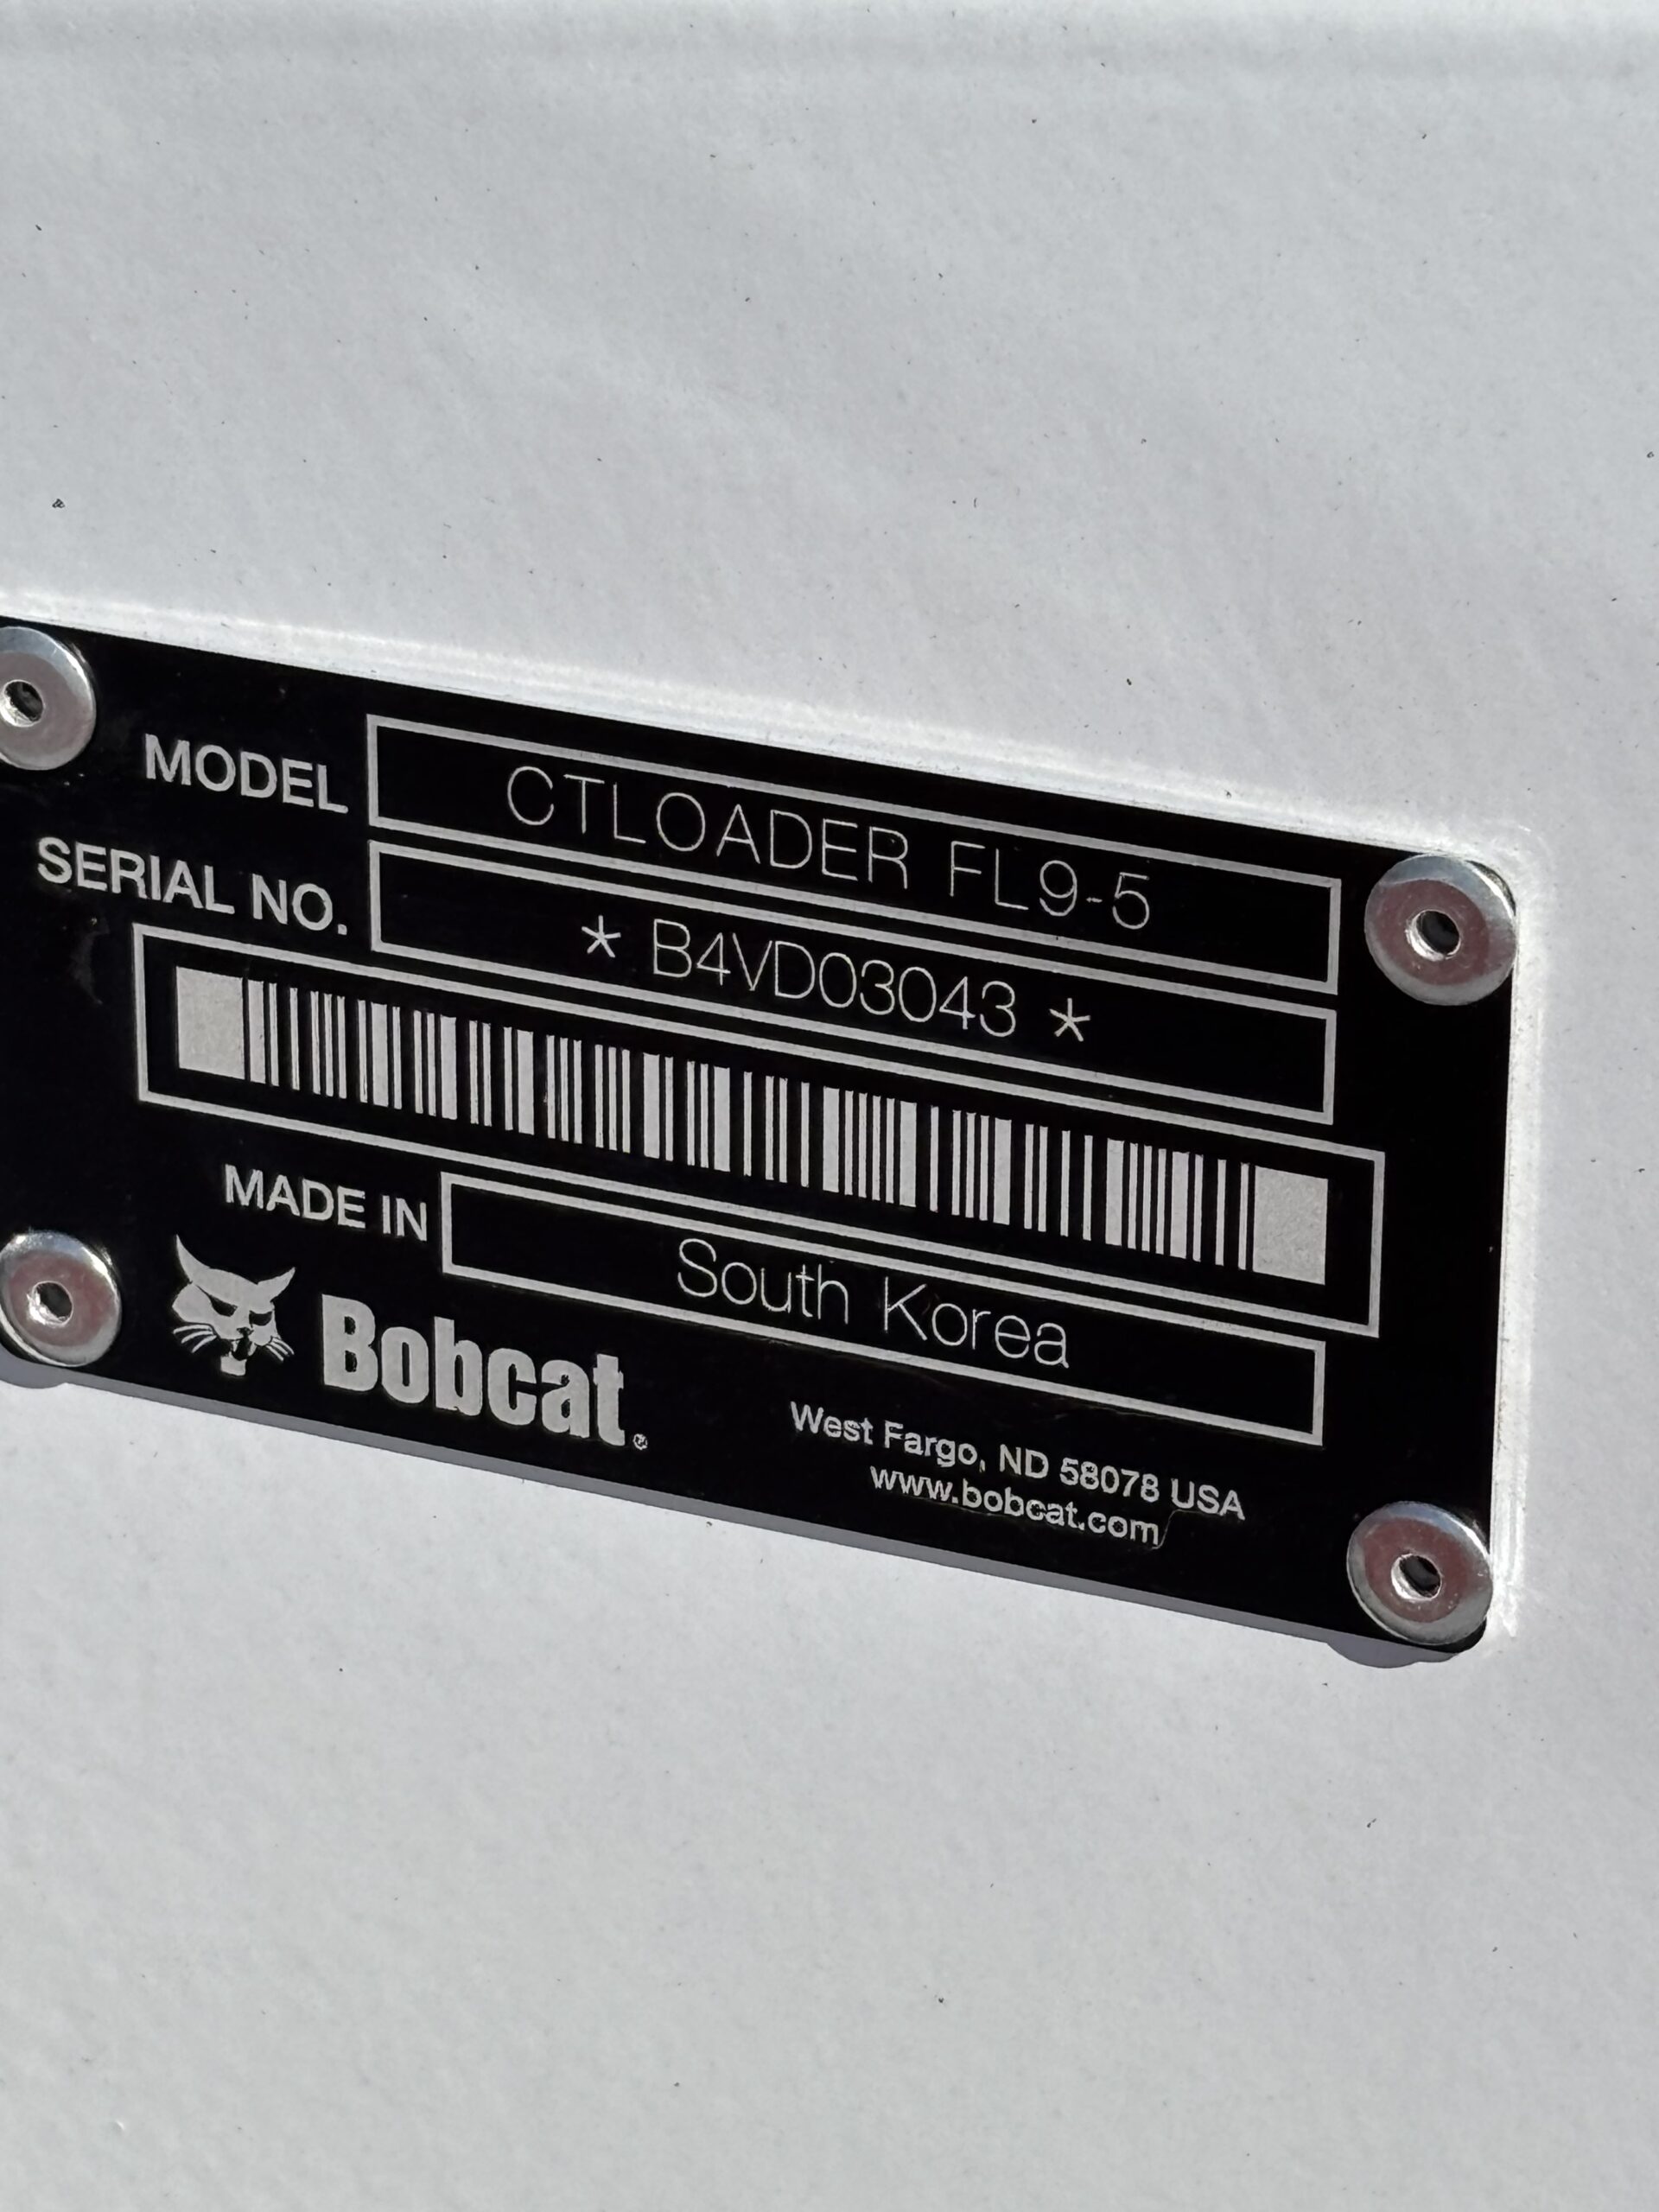 MODEL CTLOADER FL9-5
SERIAL NO. * B4VD03043 *
MADE IN South Korea
Bobcat®
West Fargo, ND 58078 USA
www.bobcat.com